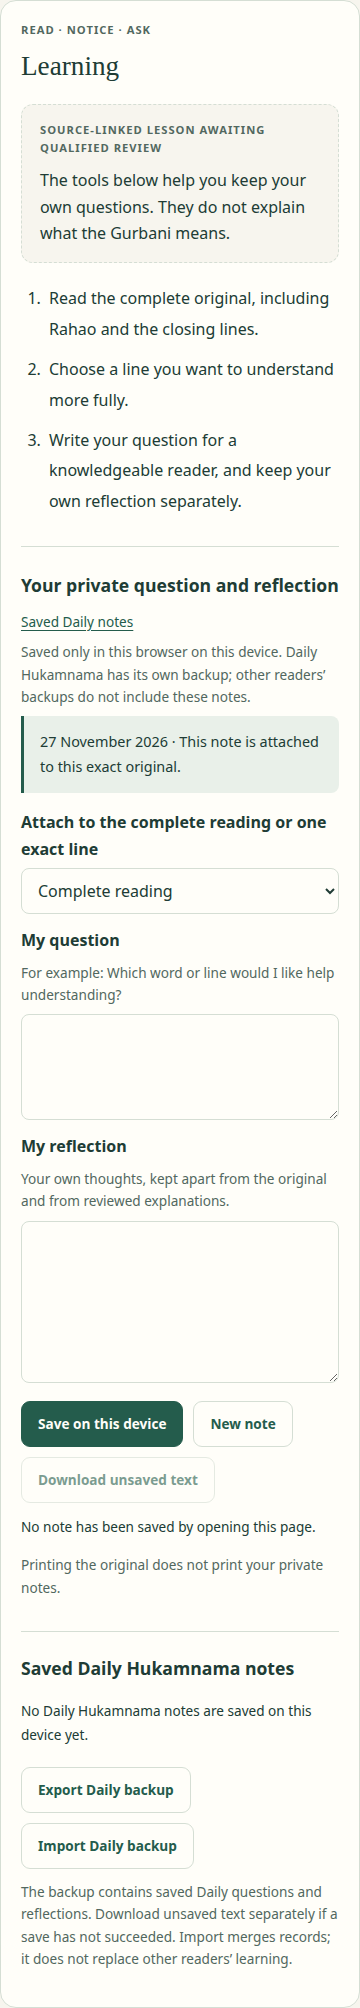 READ · NOTICE · ASK
Learning
SOURCE-LINKED LESSON AWAITING
QUALIFIED REVIEW
The tools below help you keep your
own questions. They do not explain
what the Gurbani means.
1. Read the complete original, including
Rahao and the closing lines.
2. Choose a line you want to understand
more fully.
3. Write your question for a
knowledgeable reader, and keep your
own reflection separately.
Your private question and reflection
Saved Daily notes
Saved only in this browser on this device. Daily
Hukamnama has its own backup; other readers’
backups do not include these notes.
27 November 2026 · This note is attached
to this exact original.
Attach to the complete reading or one
exact line
Complete reading
My question
For example: Which word or line would I like help
understanding?
My reflection
Your own thoughts, kept apart from the original
and from reviewed explanations.
Save on this device
New note
Download unsaved text
No note has been saved by opening this page.
Printing the original does not print your private
notes.
Saved Daily Hukamnama notes
No Daily Hukamnama notes are saved on this
device yet.
Export Daily backup
Import Daily backup
The backup contains saved Daily questions and
reflections. Download unsaved text separately if a
save has not succeeded. Import merges records;
it does not replace other readers’ learning.